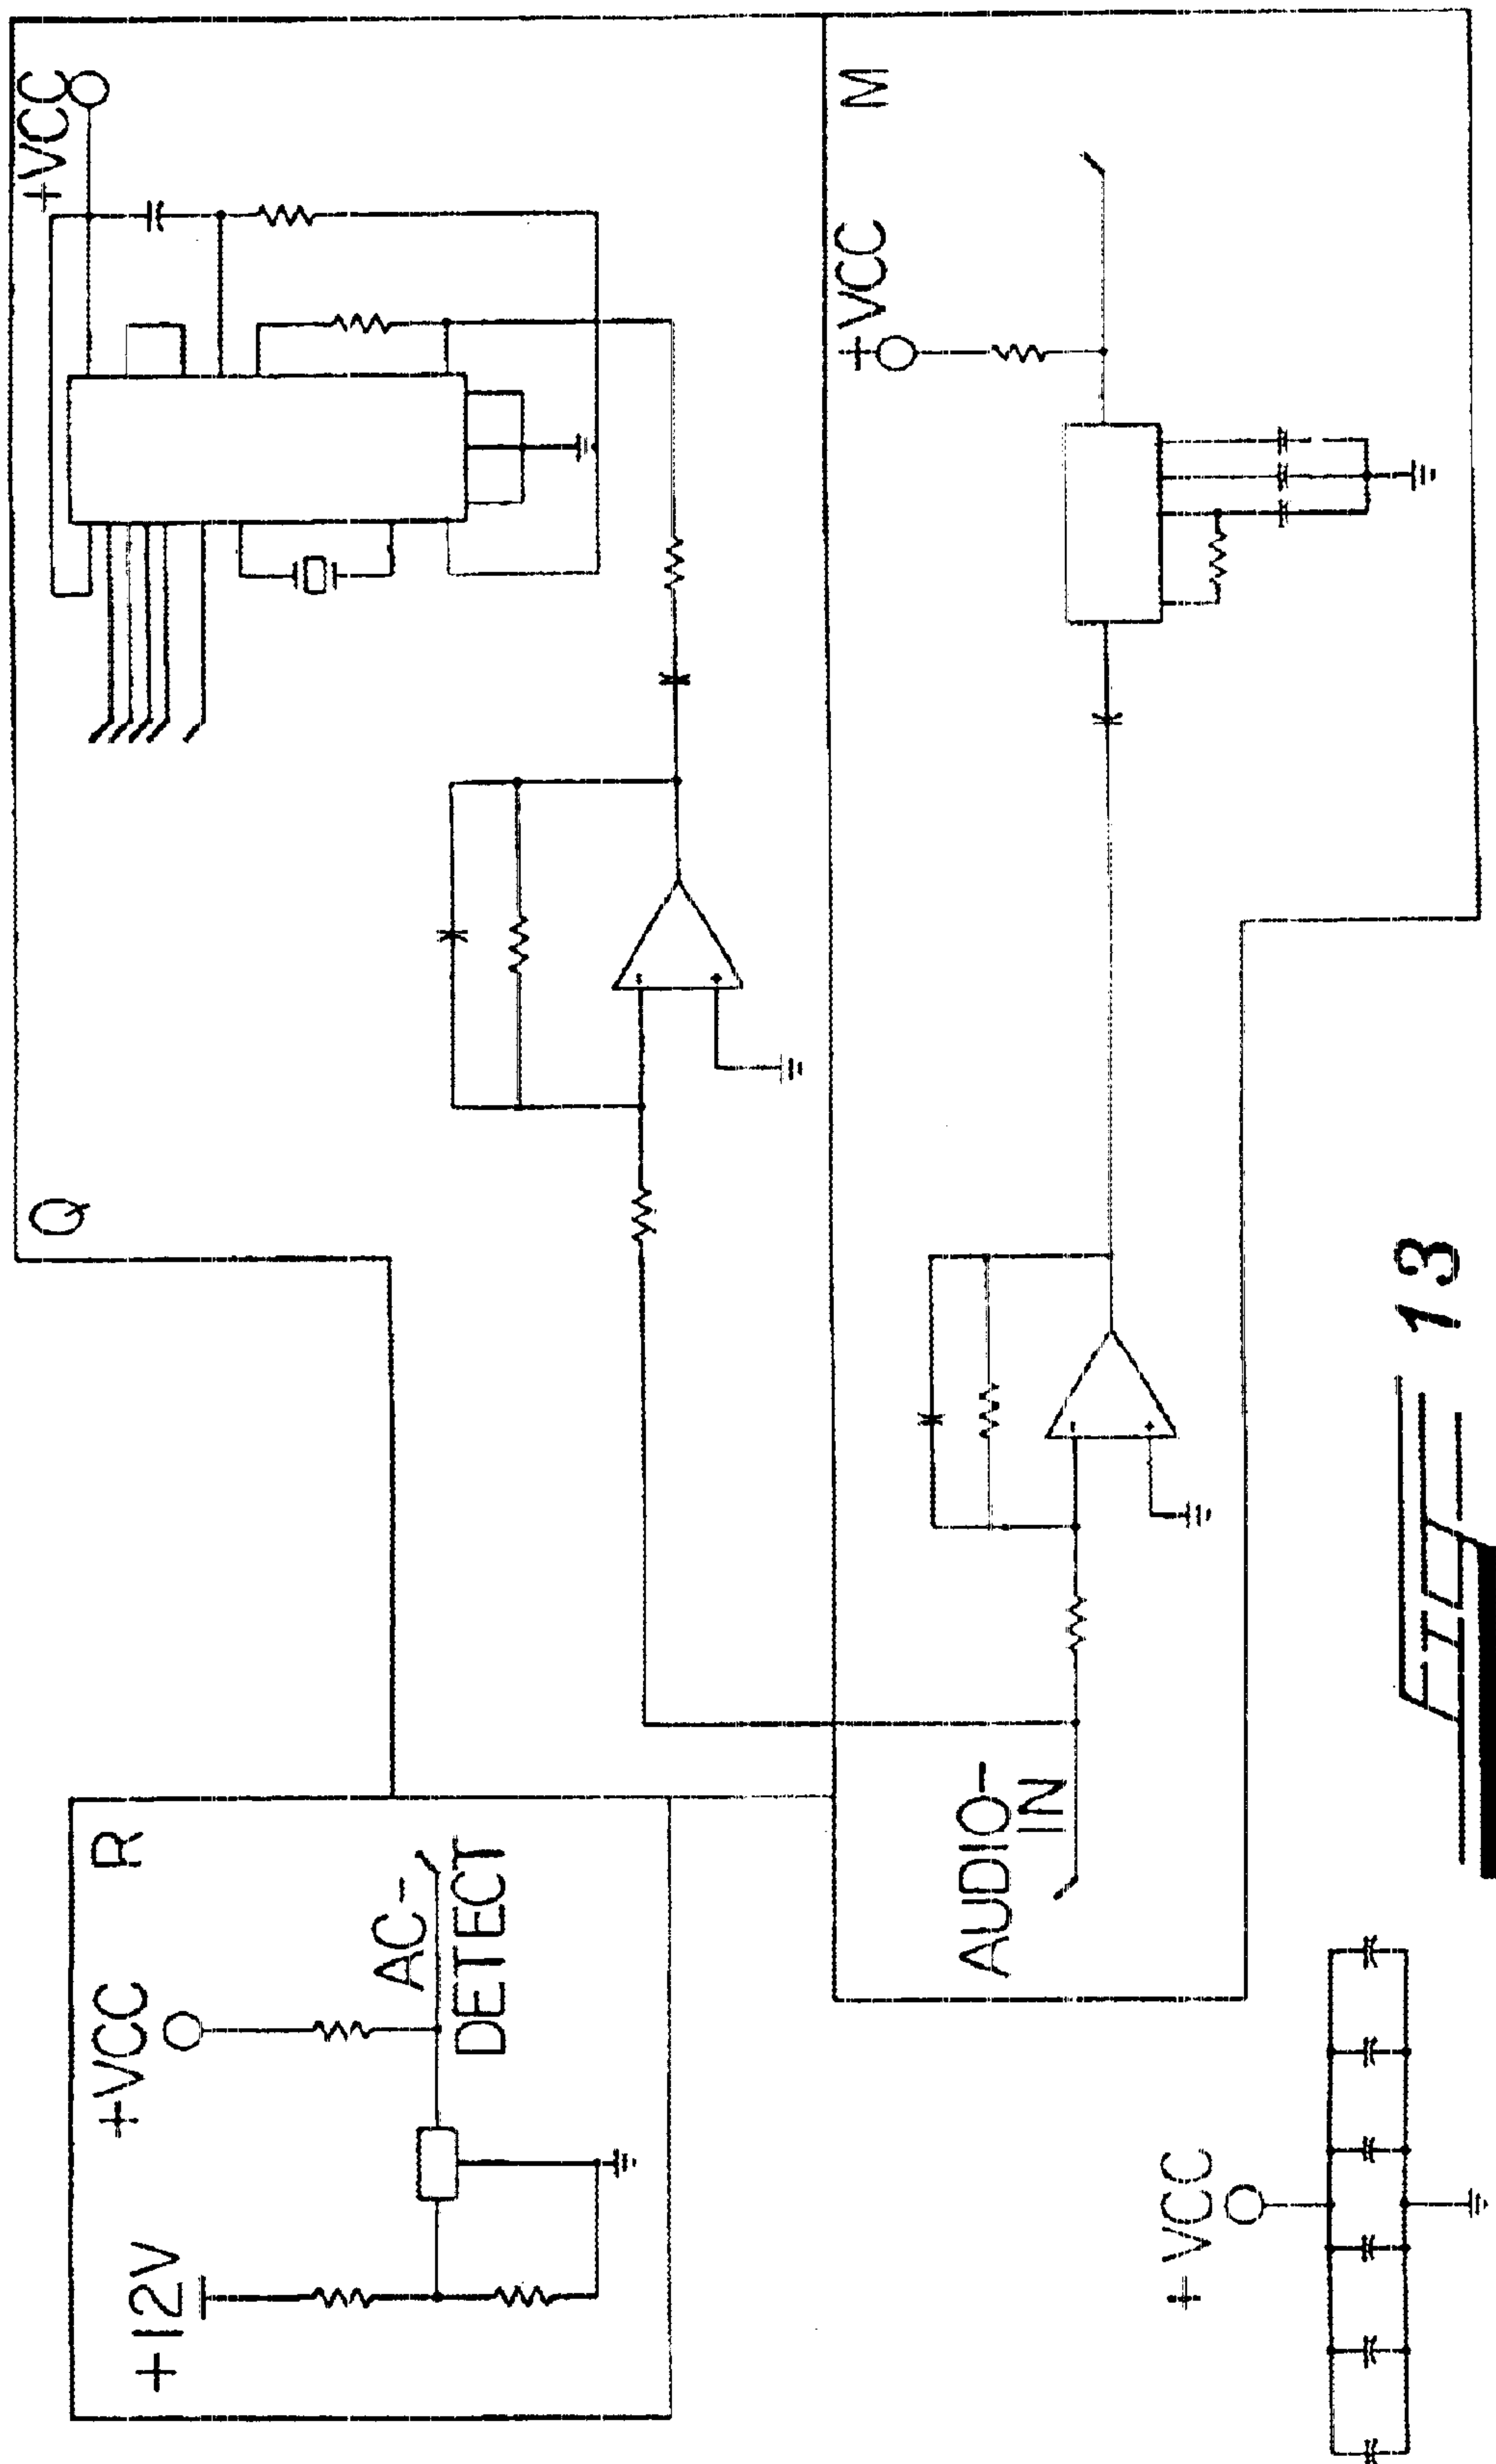 +12V
+VCC
R
AC-
DETECT
Q
+VCC
AUDIO-
IN
+VCC
M
+VCC
FIG 13